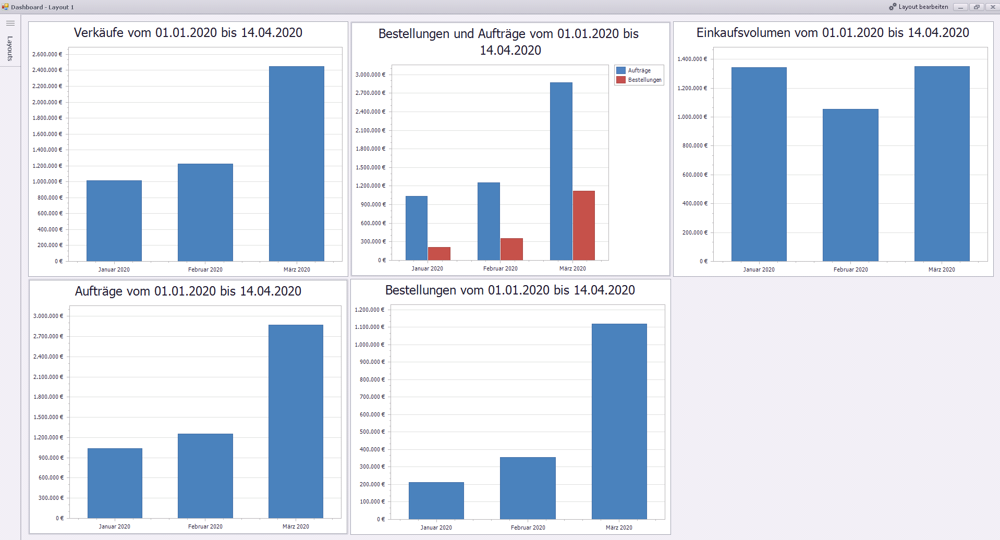 Dashboard - Layout 1
Layout bearbeiten
Layouts
Verkäufe vom 01.01.2020 bis 14.04.2020
2.600.000 €
2.400.000 €
2.200.000 €
2.000.000 €
1.800.000 €
1.600.000 €
1.400.000 €
1.200.000 €
1.000.000 €
800.000 €
600.000 €
400.000 €
200.000 €
0 €
Januar 2020
Februar 2020
März 2020
Bestellungen und Aufträge vom 01.01.2020 bis
14.04.2020
3.000.000 €
2.700.000 €
2.400.000 €
2.100.000 €
1.800.000 €
1.500.000 €
1.200.000 €
900.000 €
600.000 €
300.000 €
0 €
Januar 2020
Februar 2020
März 2020
Aufträge
Bestellungen
Einkaufsvolumen vom 01.01.2020 bis 14.04.2020
1.400.000 €
1.200.000 €
1.000.000 €
800.000 €
600.000 €
400.000 €
200.000 €
0 €
Januar 2020
Februar 2020
März 2020
Aufträge vom 01.01.2020 bis 14.04.2020
3.000.000 €
2.700.000 €
2.400.000 €
2.100.000 €
1.800.000 €
1.500.000 €
1.200.000 €
900.000 €
600.000 €
300.000 €
0 €
Januar 2020
Februar 2020
März 2020
Bestellungen vom 01.01.2020 bis 14.04.2020
1.200.000 €
1.100.000 €
1.000.000 €
900.000 €
800.000 €
700.000 €
600.000 €
500.000 €
400.000 €
300.000 €
200.000 €
100.000 €
0 €
Januar 2020
Februar 2020
März 2020